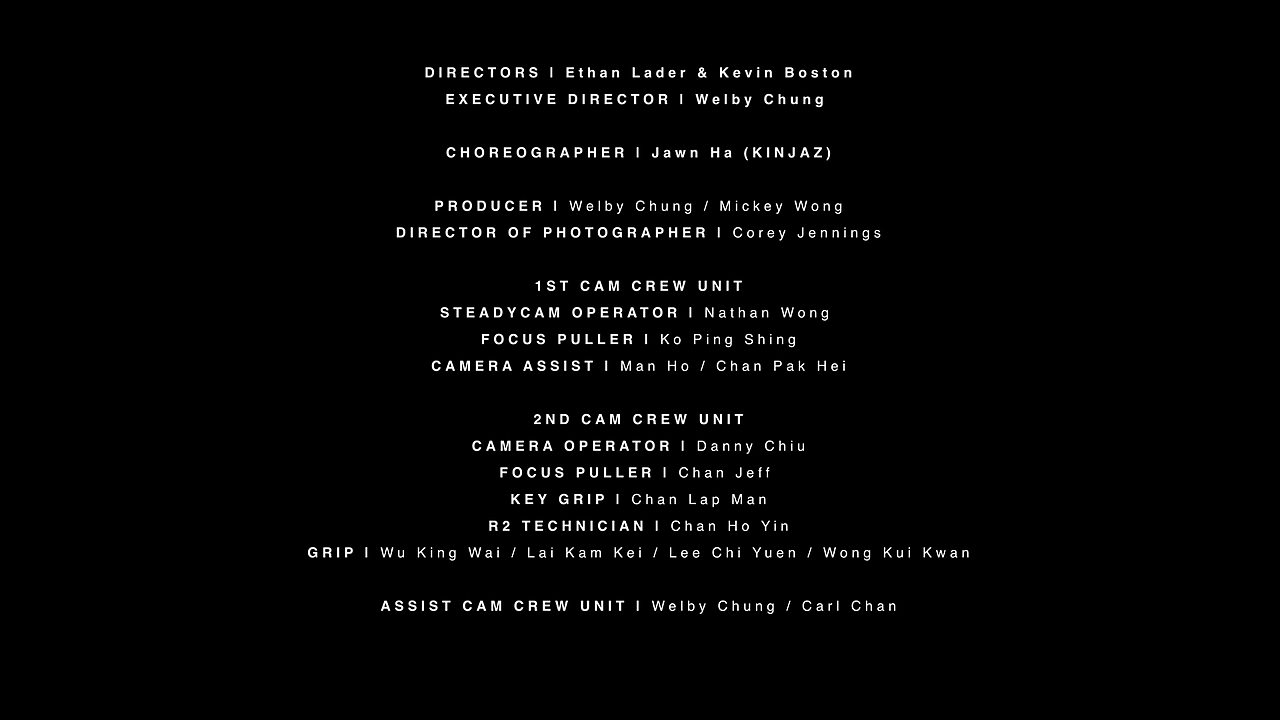 DIRECTORS | Ethan Lader & Kevin Boston
EXECUTIVE DIRECTOR | Welby Chung
CHOREOGRAPHER | Jawn Ha (KINJAZ)
PRODUCER | Welby Chung / Mickey Wong
DIRECTOR OF PHOTOGRAPHER | Corey Jennings
1ST CAM CREW UNIT
STEADYCAM OPERATOR | Nathan Wong
FOCUS PULLER | Ko Ping Shing
CAMERA ASSIST | Man Ho / Chan Pak Hei
2ND CAM CREW UNIT
CAMERA OPERATOR | Danny Chiu
FOCUS PULLER | Chan Jeff
KEY GRIP | Chan Lap Man
R2 TECHNICIAN | Chan Ho Yin
GRIP | Wu King Wai / Lai Kam Kei / Lee Chi Yuen / Wong Kui Kwan
ASSIST CAM CREW UNIT | Welby Chung / Carl Chan